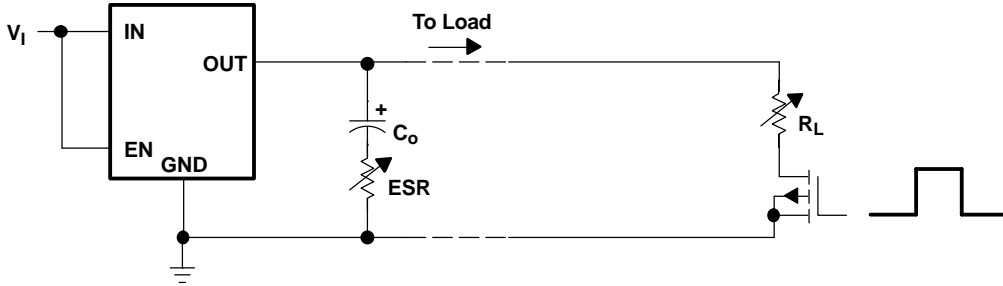 To Load
V_I
IN
OUT
+
C_o
R_L
EN
GND
ESR